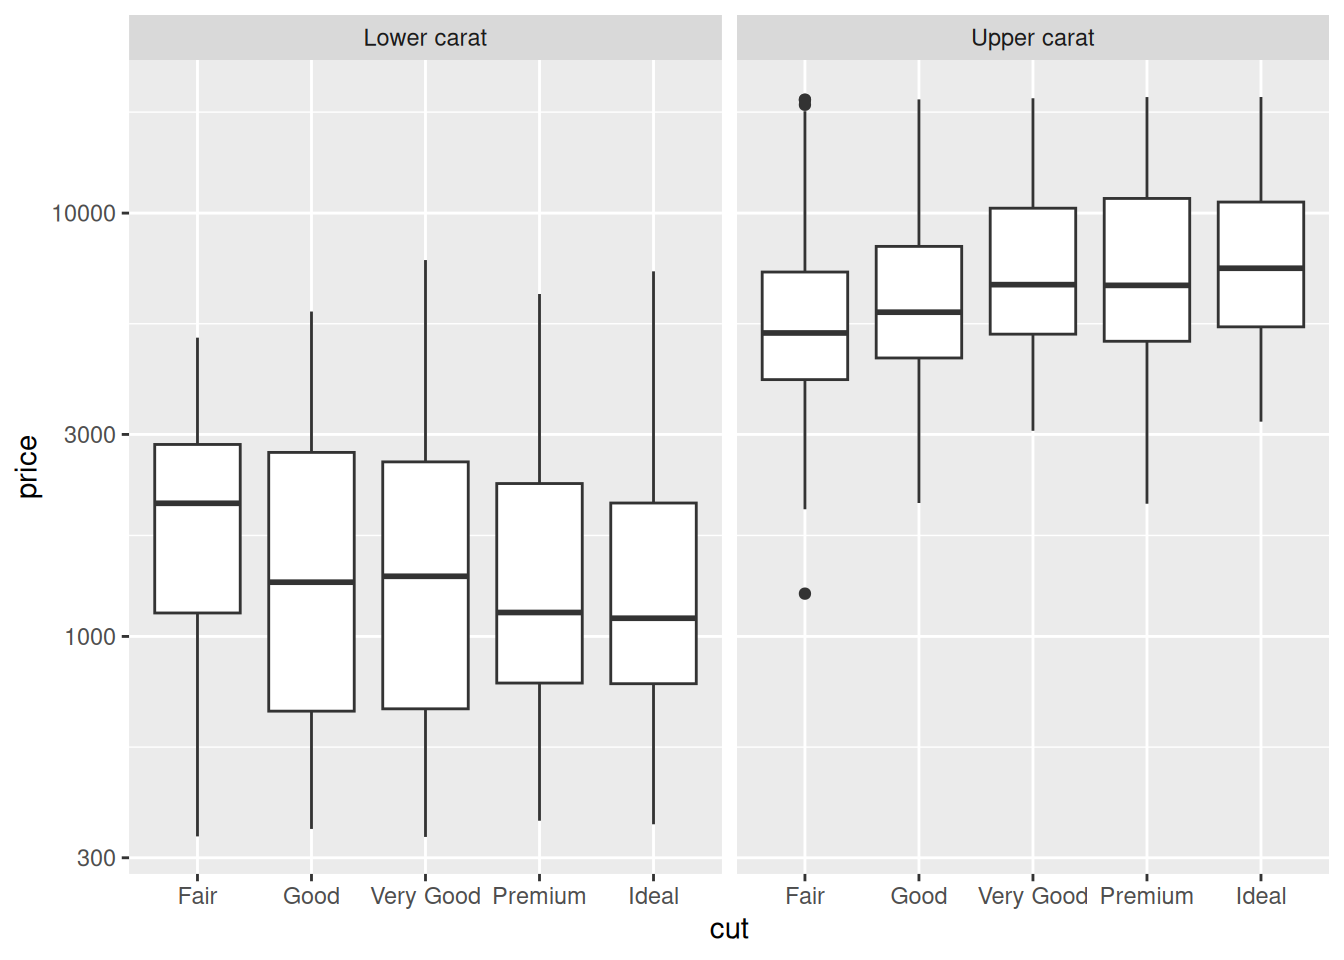 Lower carat
Upper carat
price
10000
3000
1000
300
Fair Good Very Good Premium Ideal
Fair Good Very Good Premium Ideal
cut